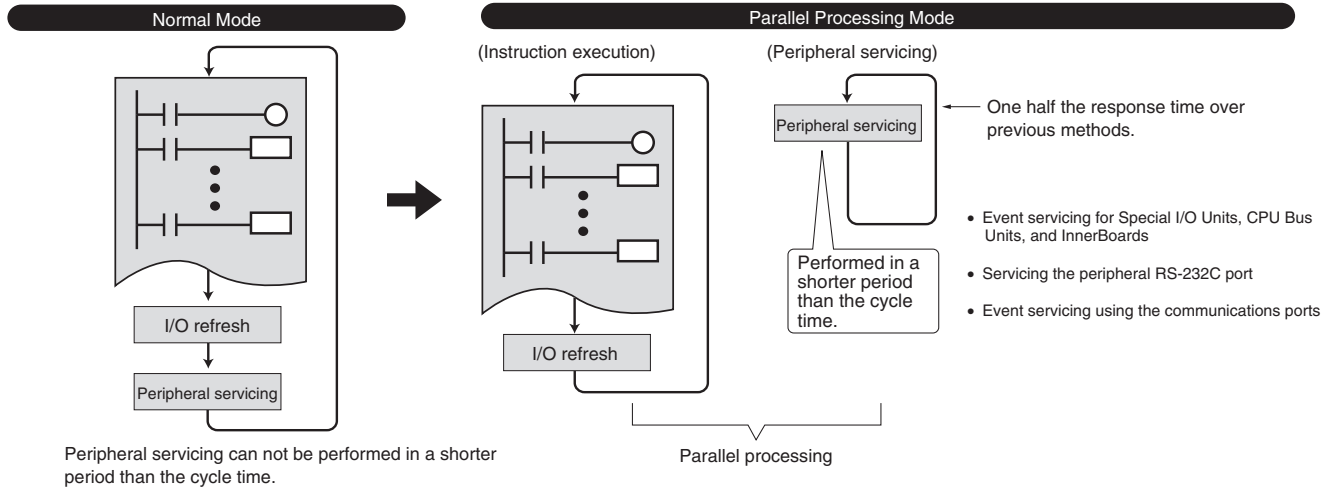 Normal Mode
I/O refresh
Peripheral servicing
Peripheral servicing can not be performed in a shorter
period than the cycle time.
Parallel Processing Mode
(Instruction execution)
I/O refresh
(Peripheral servicing)
Peripheral servicing
Performed in a
shorter period
than the cycle
time.
One half the response time over
previous methods.
• Event servicing for Special I/O Units, CPU Bus
Units, and InnerBoards
• Servicing the peripheral RS-232C port
• Event servicing using the communications ports
Parallel processing